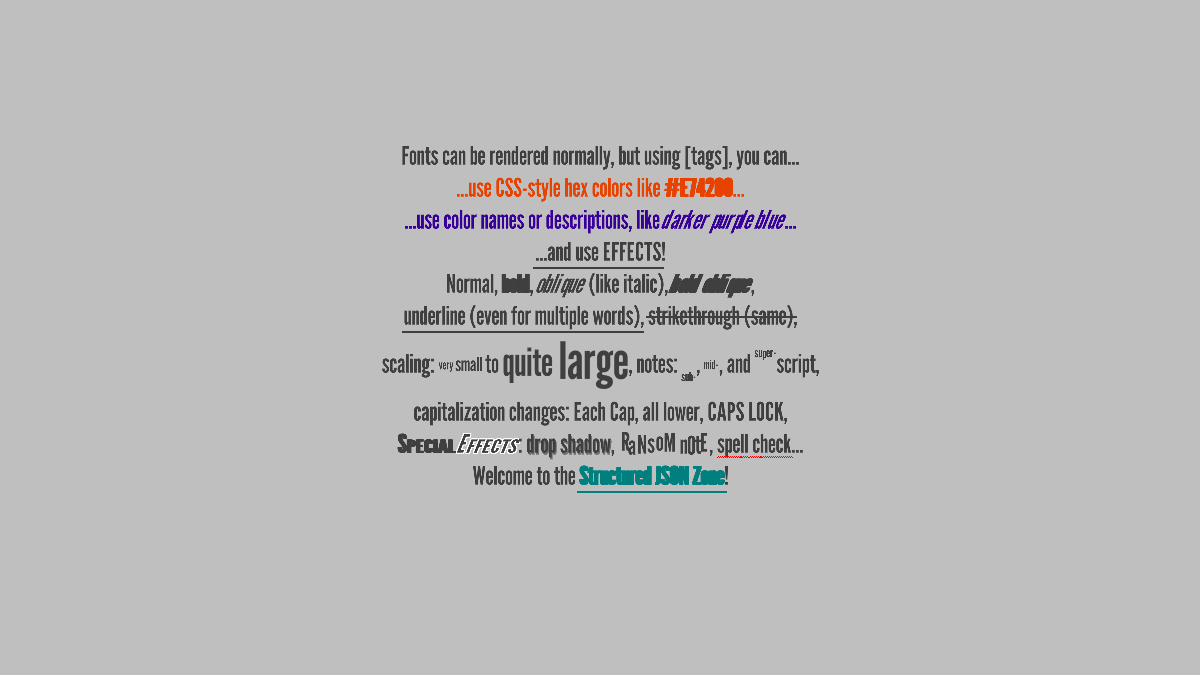 Fonts can be rendered normally, but using [tags], you can...
...use CSS-style hex colors like #E74200...
...use color names or descriptions, like darker purple blue...
...and use EFFECTS!
Normal, bold, oblique (like italic), bold oblique,
underline (even for multiple words), strikethrough (same),
scaling: very small to quite large, notes: sub-, mid-, and super-script,
capitalization changes: Each Cap, all lower, CAPS LOCK,
Special Effects: drop shadow, RaNsoM nOtE, spell check...
Welcome to the Structured JSON Zone!